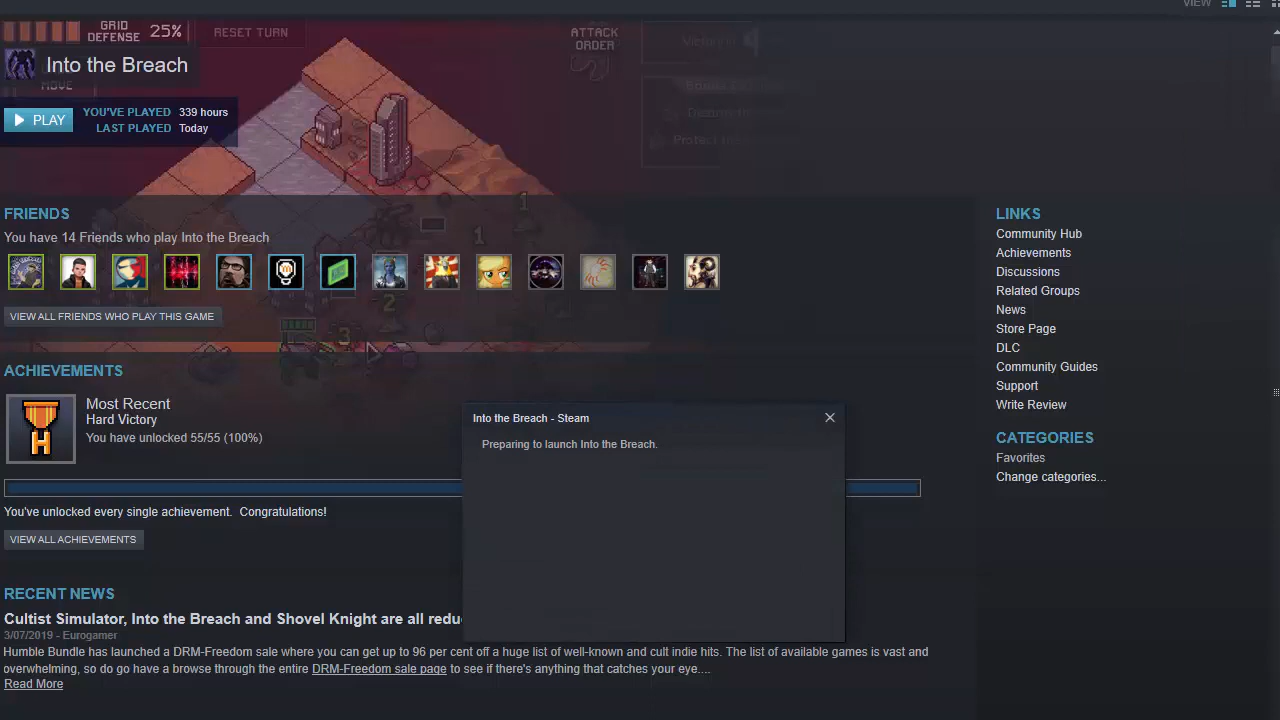 VIEW
GRID DEFENSE 25%
RESET TURN
ATTACK ORDER
Into the Breach
MOVE
PLAY
YOU'VE PLAYED 339 hours
LAST PLAYED Today
1
1
2
3
FRIENDS
You have 14 Friends who play Into the Breach
VIEW ALL FRIENDS WHO PLAY THIS GAME
ACHIEVEMENTS
Most Recent
Hard Victory
You have unlocked 55/55 (100%)
H
You've unlocked every single achievement. Congratulations!
VIEW ALL ACHIEVEMENTS
RECENT NEWS
Cultist Simulator, Into the Breach and Shovel Knight are all redu
3/07/2019 - Eurogamer
Humble Bundle has launched a DRM-Freedom sale where you can get up to 96 per cent off a huge list of well-known and cult indie hits. The list of available games is vast and
overwhelming, so do go have a browse through the entire DRM-Freedom sale page to see if there's anything that catches your eye....
Read More
Into the Breach - Steam
Preparing to launch Into the Breach.
LINKS
Community Hub
Achievements
Discussions
Related Groups
News
Store Page
DLC
Community Guides
Support
Write Review
CATEGORIES
Favorites
Change categories...